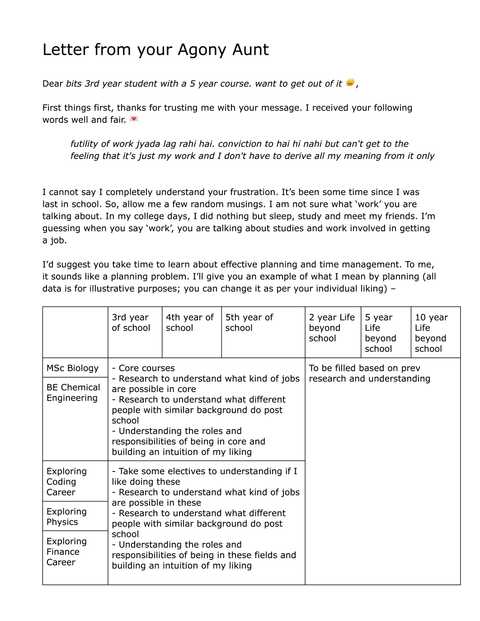 Letter from your Agony Aunt
Dear bits 3rd year student with a 5 year course. want to get out of it 😅,
First things first, thanks for trusting me with your message. I received your following
words well and fair. 💌
futility of work jyada lag rahi hai. conviction to hai hi nahi but can't get to the
feeling that it's just my work and I don't have to derive all my meaning from it only
I cannot say I completely understand your frustration. It's been some time since I was
last in school. So, allow me a few random musings. I am not sure what 'work' you are
talking about. In my college days, I did nothing but sleep, study and meet my friends. I'm
guessing when you say 'work', you are talking about studies and work involved in getting
a job.
I'd suggest you take time to learn about effective planning and time management. To me,
it sounds like a planning problem. I'll give you an example of what I mean by planning (all
data is for illustrative purposes; you can change it as per your individual liking) –
3rd year
of school
4th year of
school
5th year of
school
2 year Life
beyond
school
5 year
Life
beyond
school
10 year
Life
beyond
school
MSc Biology
BE Chemical
Engineering
- Core courses
- Research to understand what kind of jobs
are possible in core
- Research to understand what different
people with similar background do post
school
- Understanding the roles and
responsibilities of being in core and
building an intuition of my liking
To be filled based on prev
research and understanding
Exploring
Coding
Career
Exploring
Physics
Exploring
Finance
Career
- Take some electives to understanding if I
like doing these
- Research to understand what kind of jobs
are possible in these
- Research to understand what different
people with similar background do post
school
- Understanding the roles and
responsibilities of being in these fields and
building an intuition of my liking